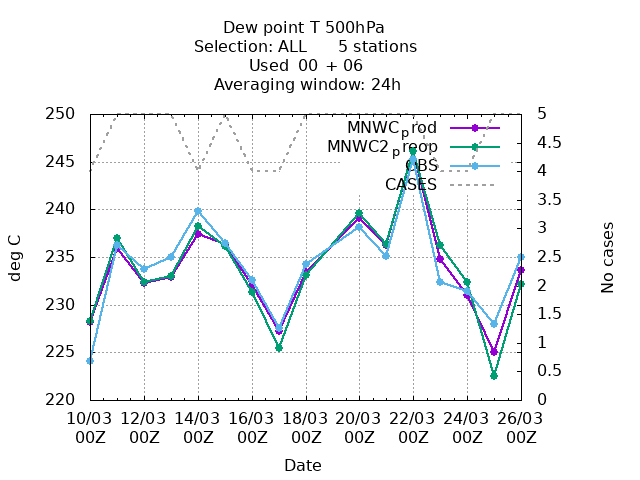 Dew point T 500hPa
Selection: ALL 5 stations
Used 00 + 06
Averaging window: 24h
250
245
240
235
230
225
220
deg C
5
4.5
4
3.5
3
2.5
2
1.5
1
0.5
0
No cases
MNWCprod
MNWC2preop
OBS
CASES
10/03 12/03 14/03 16/03 18/03 20/03 22/03 24/03 26/03
00Z 00Z 00Z 00Z 00Z 00Z 00Z 00Z 00Z
Date